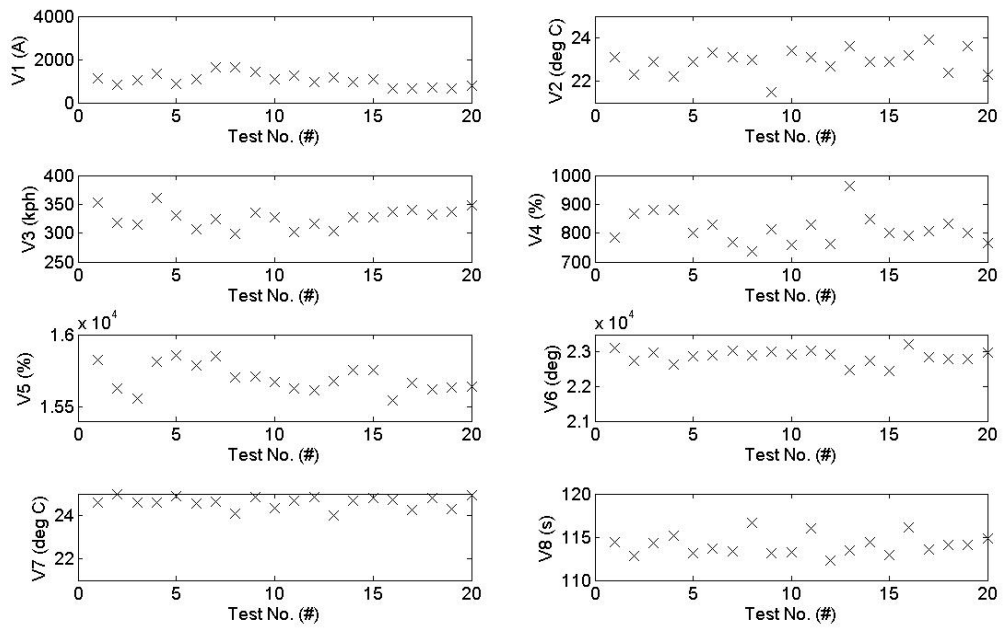 4000
2000
0
V1 (A)
0 5 10 15 20
Test No. (#)
24
22
V2 (deg C)
0 5 10 15 20
Test No. (#)
400
350
300
250
V3 (kph)
0 5 10 15 20
Test No. (#)
1000
900
800
700
V4 (%)
0 5 10 15 20
Test No. (#)
x 10^4
1.6
1.55
V5 (%)
0 5 10 15 20
Test No. (#)
x 10^4
2.3
2.2
2.1
V6 (deg)
0 5 10 15 20
Test No. (#)
24
22
V7 (deg C)
0 5 10 15 20
Test No. (#)
120
115
110
V8 (s)
0 5 10 15 20
Test No. (#)